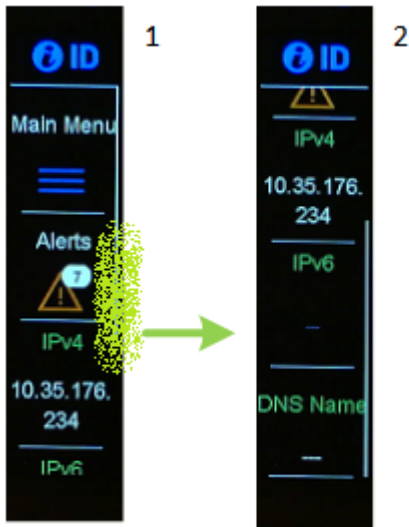 1
i ID
Main Menu
Alerts
7
IPv4
10.35.176.
234
IPv6
2
i ID
IPv4
10.35.176.
234
IPv6
–
DNS Name
---